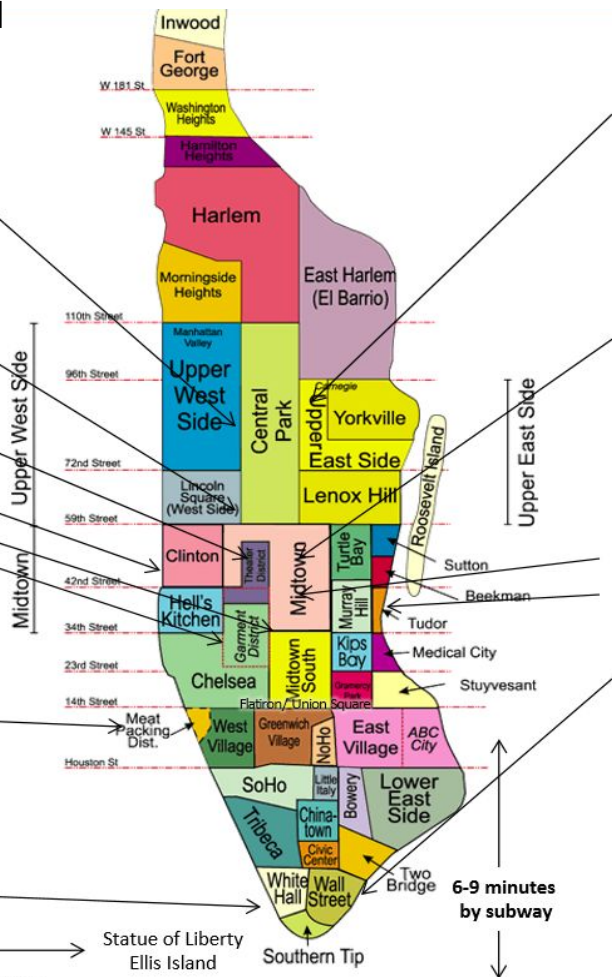 Inwood
Fort
George
W 181 St
Washington
Heights
W 145 St
Hamilton
Heights
Harlem
East Harlem
(El Barrio)
Morningside
Heights
110th Street
Manhattan
Valley
Upper
West
Side
Central
Park
96th Street
Carnegie
Upper
Yorkville
East Side
72nd Street
Lincoln
Square
(West Side)
Lenox Hill
59th Street
Upper West Side
Upper East Side
Roosevelt Island
Midtown
Clinton
Theater
District
Midtown
Turtle
Bay
Sutton
Beekman
42nd Street
Hell's
Kitchen
Garment
District
Murray
Hill
Tudor
34th Street
Midtown
South
Kips
Bay
Medical City
23rd Street
Chelsea
Gramercy
Park
Stuyvesant
14th Street
Flatiron/ Union Square
Meat
Packing
Dist.
West
Village
Greenwich
Village
NoHo
East
Village
ABC
City
Houston St
SoHo
Little
Italy
Bowery
Lower
East
Side
Tribeca
China-
town
Civic
Center
Two
Bridge
White
Hall
Wall
Street
6-9 minutes
by subway
Statue of Liberty
Ellis Island
Southern Tip